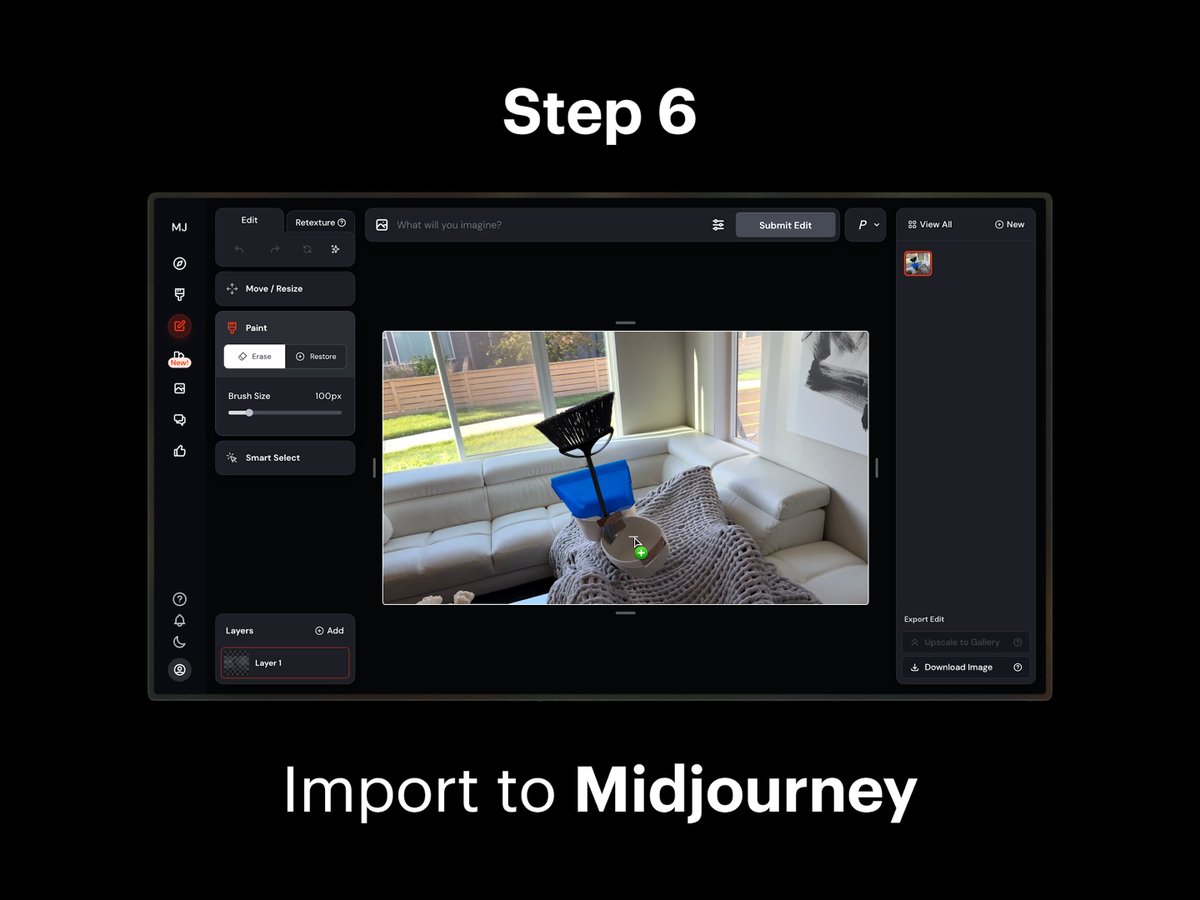 Step 6
MJ
New!
Edit
Retexture
Move / Resize
Paint
Erase
Restore
Brush Size 100px
Smart Select
Layers
Add
Layer 1
What will you imagine?
Submit Edit
P
View All
New
Export Edit
Upscale to Gallery
Download Image
Import to Midjourney